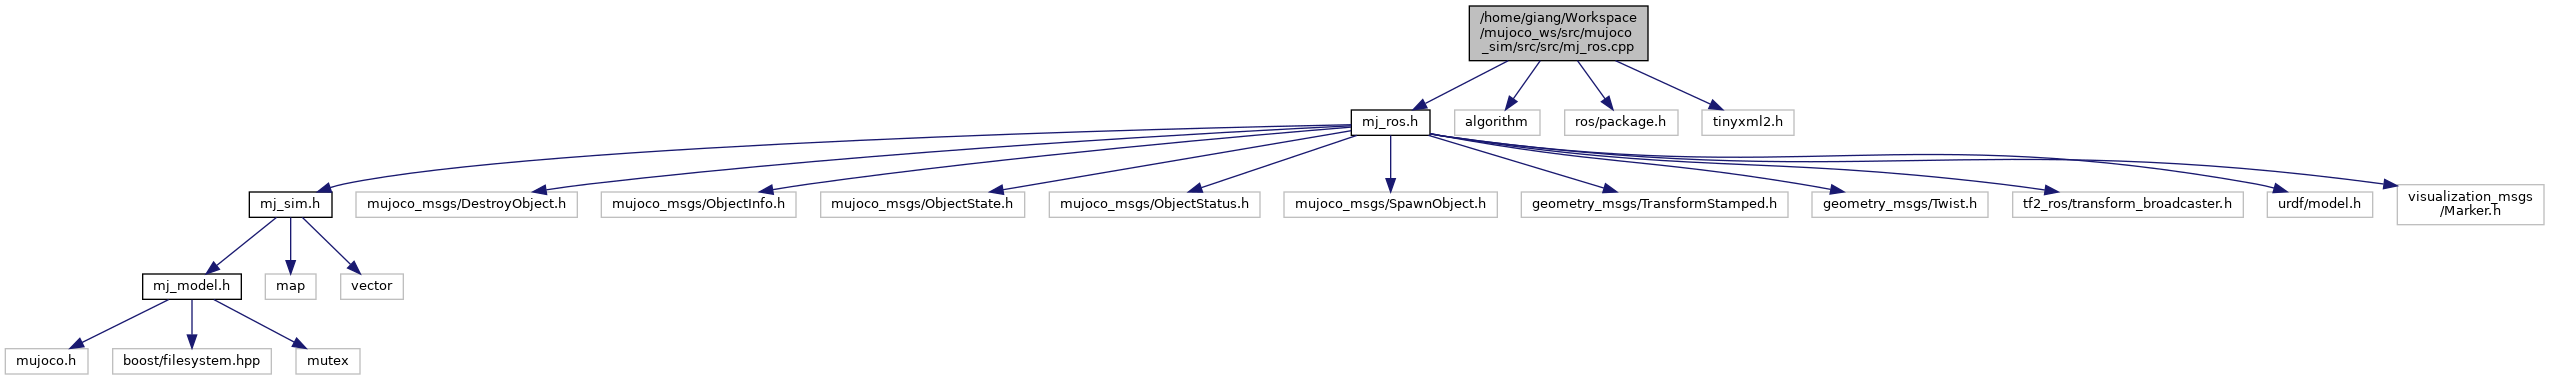 /home/giang/Workspace
/mujoco_ws/src/mujoco
_sim/src/src/mj_ros.cpp
mj_ros.h
algorithm
ros/package.h
tinyxml2.h
mj_sim.h
mujoco_msgs/DestroyObject.h
mujoco_msgs/ObjectInfo.h
mujoco_msgs/ObjectState.h
mujoco_msgs/ObjectStatus.h
mujoco_msgs/SpawnObject.h
geometry_msgs/TransformStamped.h
geometry_msgs/Twist.h
tf2_ros/transform_broadcaster.h
urdf/model.h
visualization_msgs
/Marker.h
mj_model.h
map
vector
mujoco.h
boost/filesystem.hpp
mutex